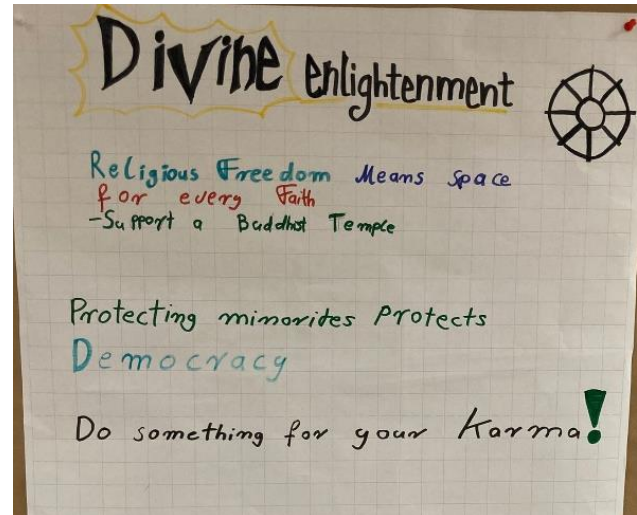 Divine enlightenment
Religious Freedom Means space
for every Faith
-Support a Buddhist Temple
Protecting minorites Protects
Democracy
Do something for your Karma!